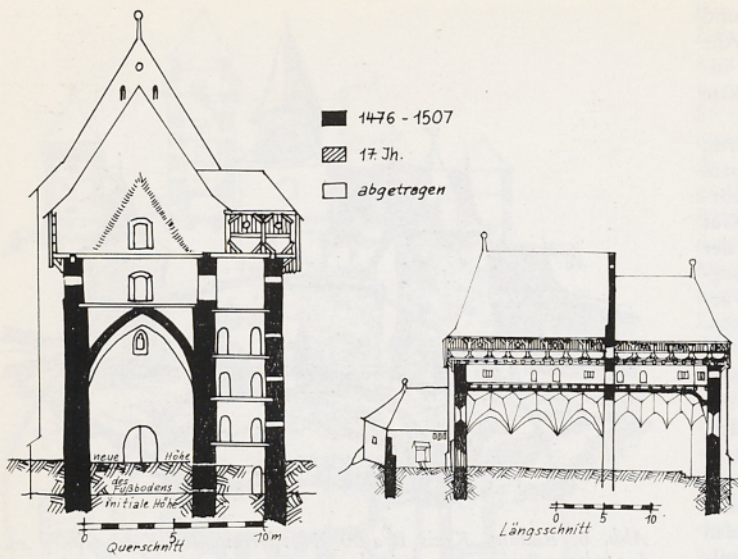 1476 - 1507
17. Jh.
abgetragen
neue Höhe
des
Fußbodens
initiale Höhe
0 5 10 m
Querschnitt
0 5 10
Längsschnitt